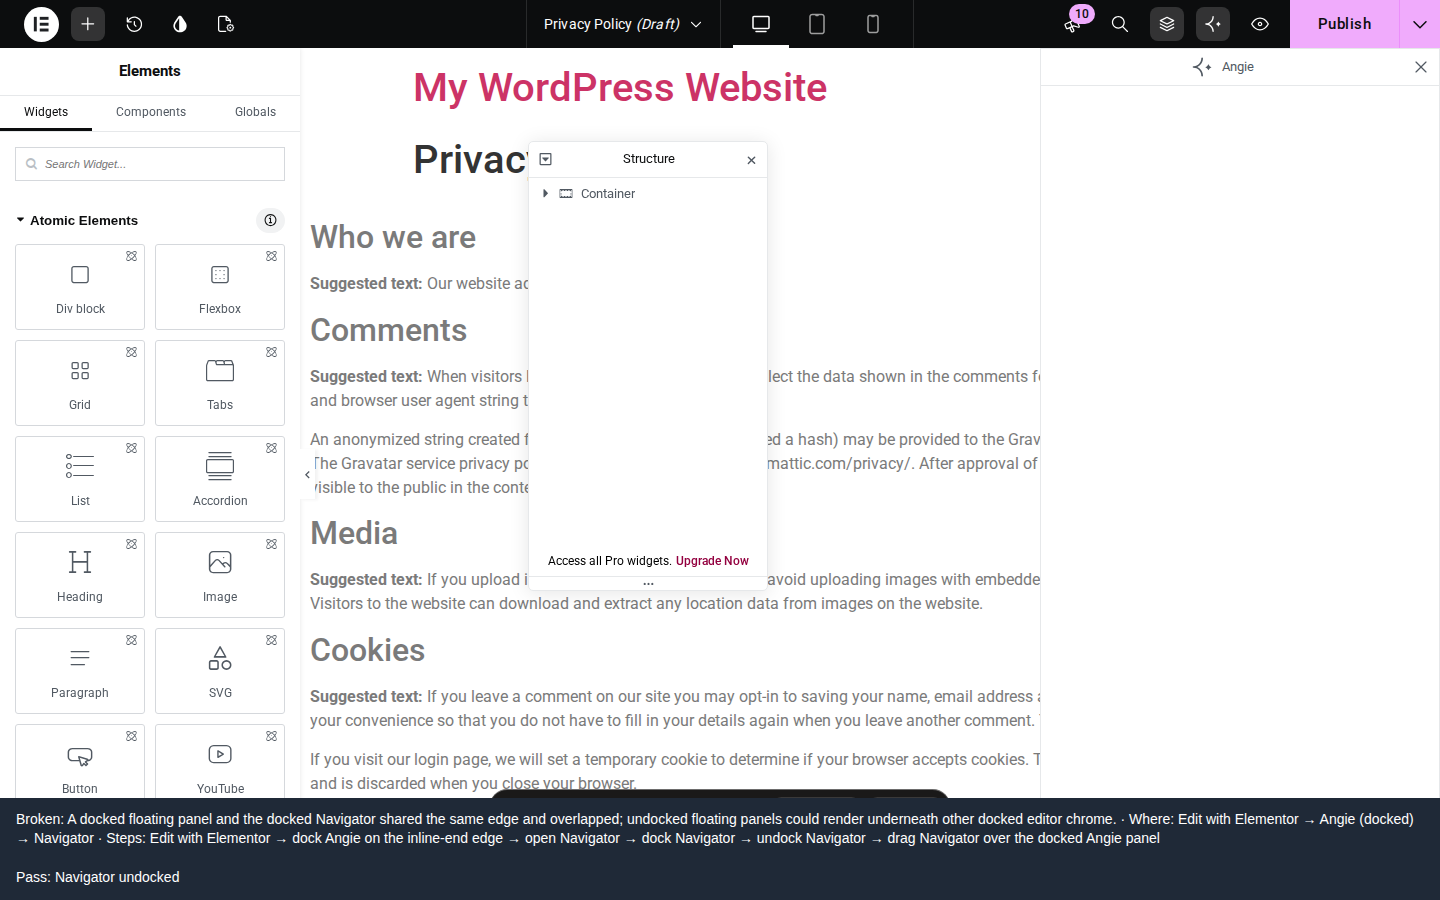 Privacy Policy (Draft)
10
Publish
Elements
Angie
Widgets
Components
Globals
Search Widget...
Atomic Elements
Div block
Flexbox
Grid
Tabs
List
Accordion
Heading
Image
Paragraph
SVG
Button
YouTube
My WordPress Website
Privac
Structure
Container
Access all Pro widgets. Upgrade Now
...
Who we are
Suggested text: Our website
Comments
Suggested text: When visitors
lect the data shown in the comments
and browser user agent string
An anonymized string created
ed a hash) may be provided to the Grav
The Gravatar service privacy
mattic.com/privacy/. After approval of
visible to the public in the
Media
Suggested text: If you upload
avoid uploading images with embedde
Visitors to the website can download and extract any location data from images on the website.
Cookies
Suggested text: If you leave a comment on our site you may opt-in to saving your name, email address
your convenience so that you do not have to fill in your details again when you leave another comment.
If you visit our login page, we will set a temporary cookie to determine if your browser accepts cookies.
and is discarded when you close your browser.
Broken: A docked floating panel and the docked Navigator shared the same edge and overlapped; undocked floating panels could render underneath other docked editor chrome. · Where: Edit with Elementor → Angie (docked)
→ Navigator · Steps: Edit with Elementor → dock Angie on the inline-end edge → open Navigator → dock Navigator → undock Navigator → drag Navigator over the docked Angie panel
Pass: Navigator undocked